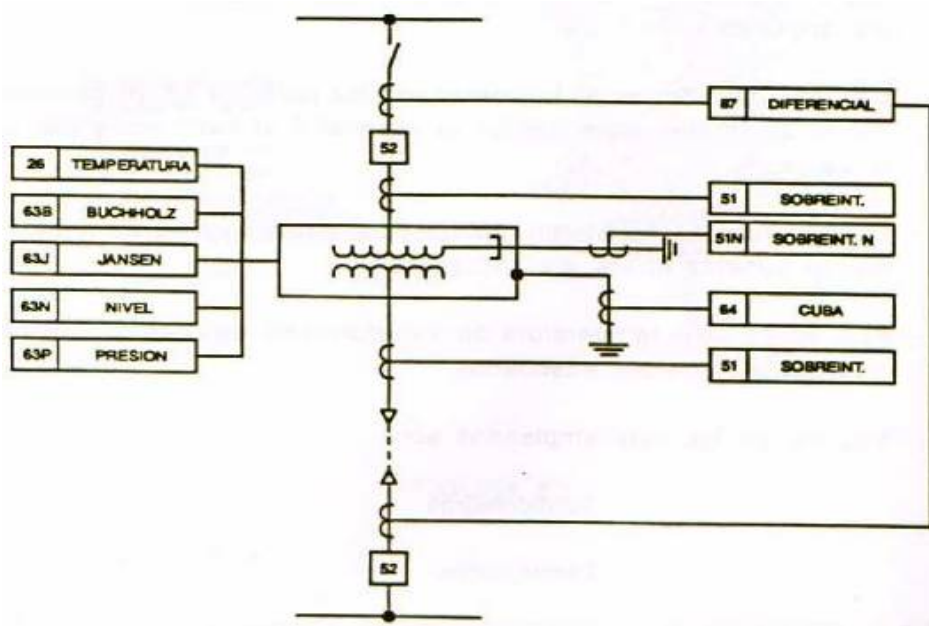 87 DIFERENCIAL
52
26 TEMPERATURA
63B BUCHHOLZ
63J JANSEN
63N NIVEL
63P PRESION
51 SOBREINT.
51N SOBREINT. N
64 CUBA
51 SOBREINT.
52